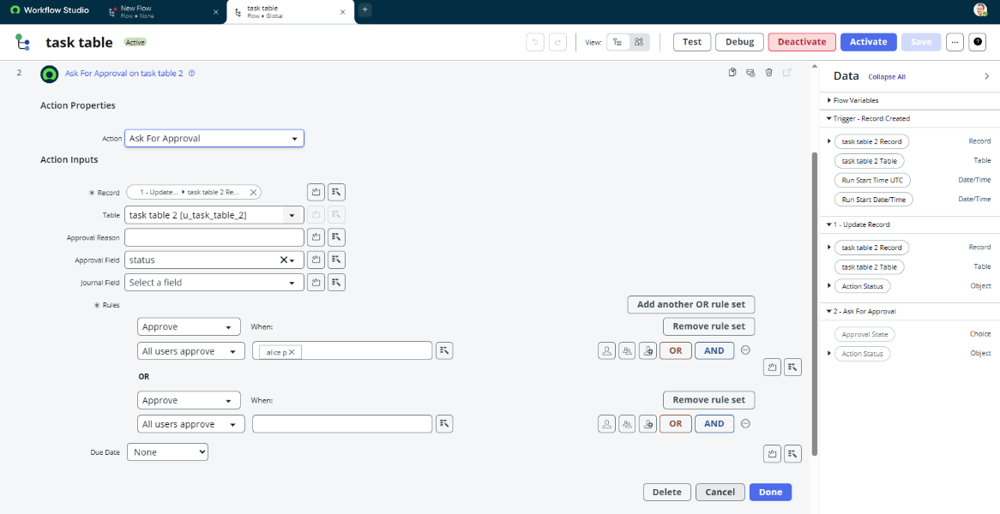 Workflow Studio
New Flow
Flow • None
task table
Flow • Global
task table
Active
View:
Test
Debug
Deactivate
Activate
Save
2
Ask For Approval on task table 2
Action Properties
Action
Ask For Approval
Action Inputs
* Record
1 - Update...
task table 2 Re...
Table
task table 2 [u_task_table_2]
Approval Reason
Approval Field
status
Journal Field
Select a field
* Rules
Add another OR rule set
Approve
When:
Remove rule set
All users approve
alice p
OR
AND
OR
Approve
When:
Remove rule set
All users approve
OR
AND
Due Date
None
Delete
Cancel
Done
Data
Collapse All
Flow Variables
Trigger - Record Created
task table 2 Record
Record
task table 2 Table
Table
Run Start Time UTC
Date/Time
Run Start Date/Time
Date/Time
1 - Update Record
task table 2 Record
Record
task table 2 Table
Table
Action Status
Object
2 - Ask For Approval
Approval State
Choice
Action Status
Object